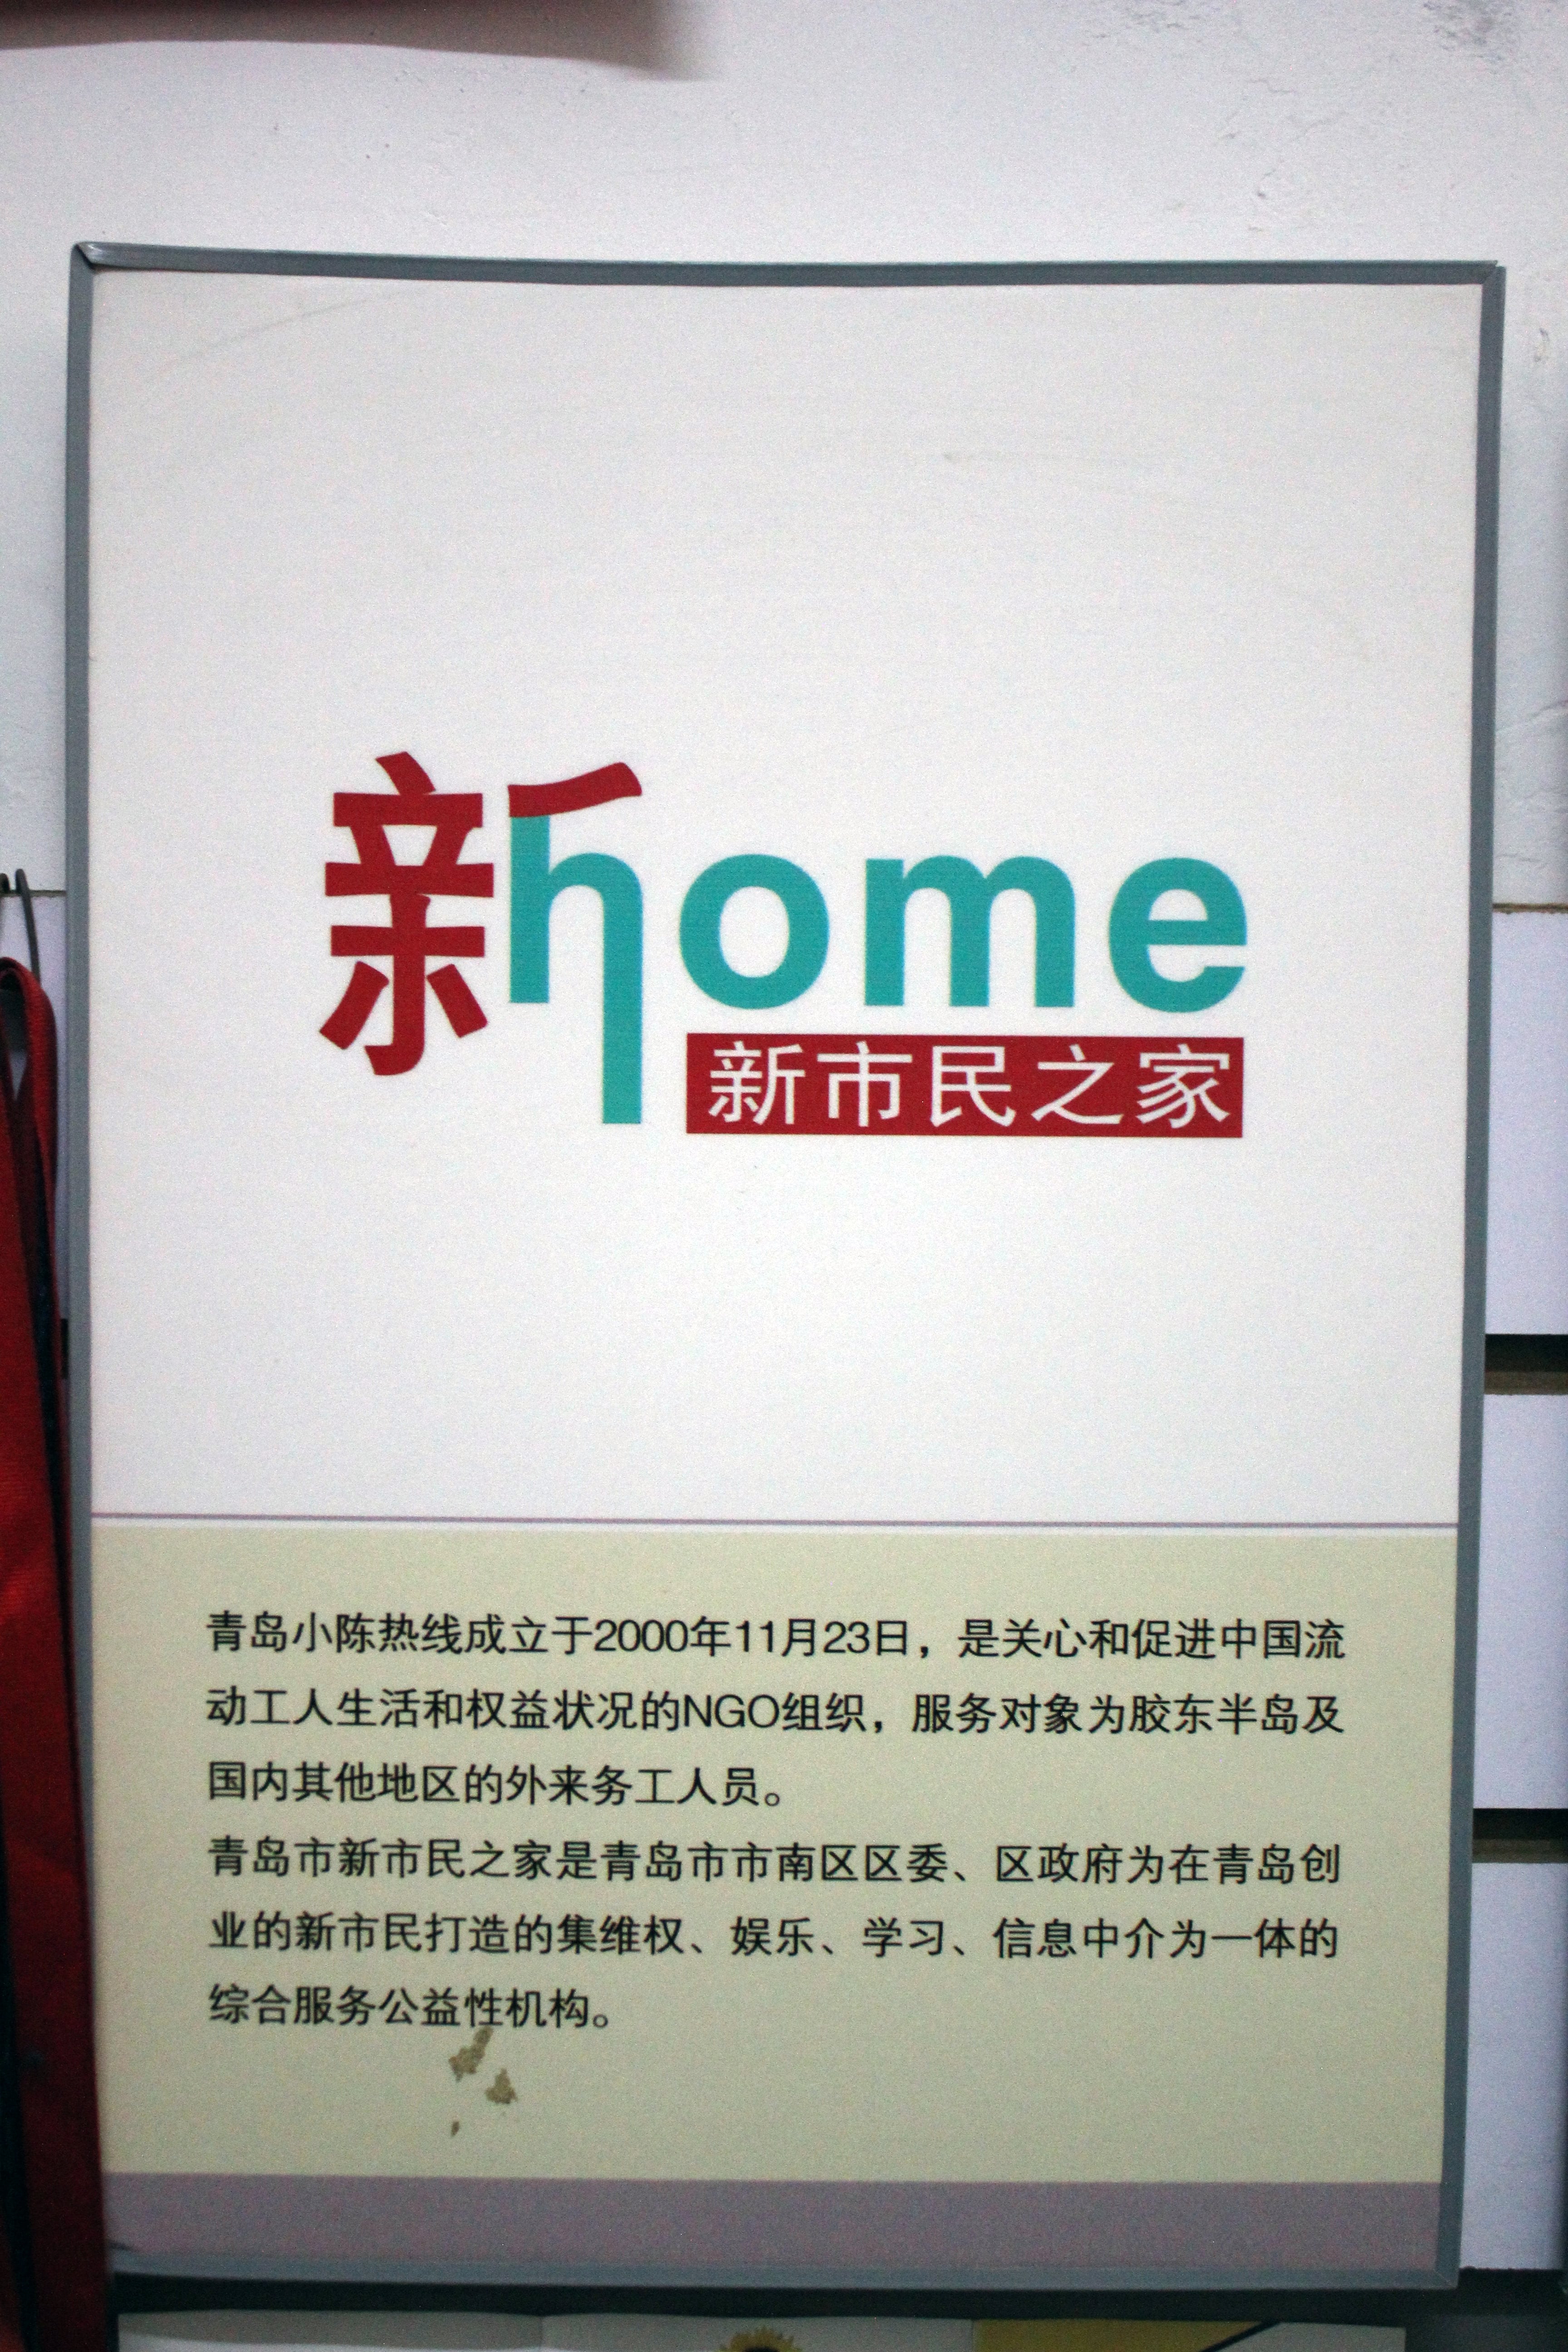 新home
新市民之家
青岛小陈热线成立于2000年11月23日，是关心和促进中国流
动工人生活和权益状况的NGO组织，服务对象为胶东半岛及
国内其他地区的外来务工人员。
青岛市新市民之家是青岛市市南区区委、区政府为在青岛创
业的新市民打造的集维权、娱乐、学习、信息中介为一体的
综合服务公益性机构。